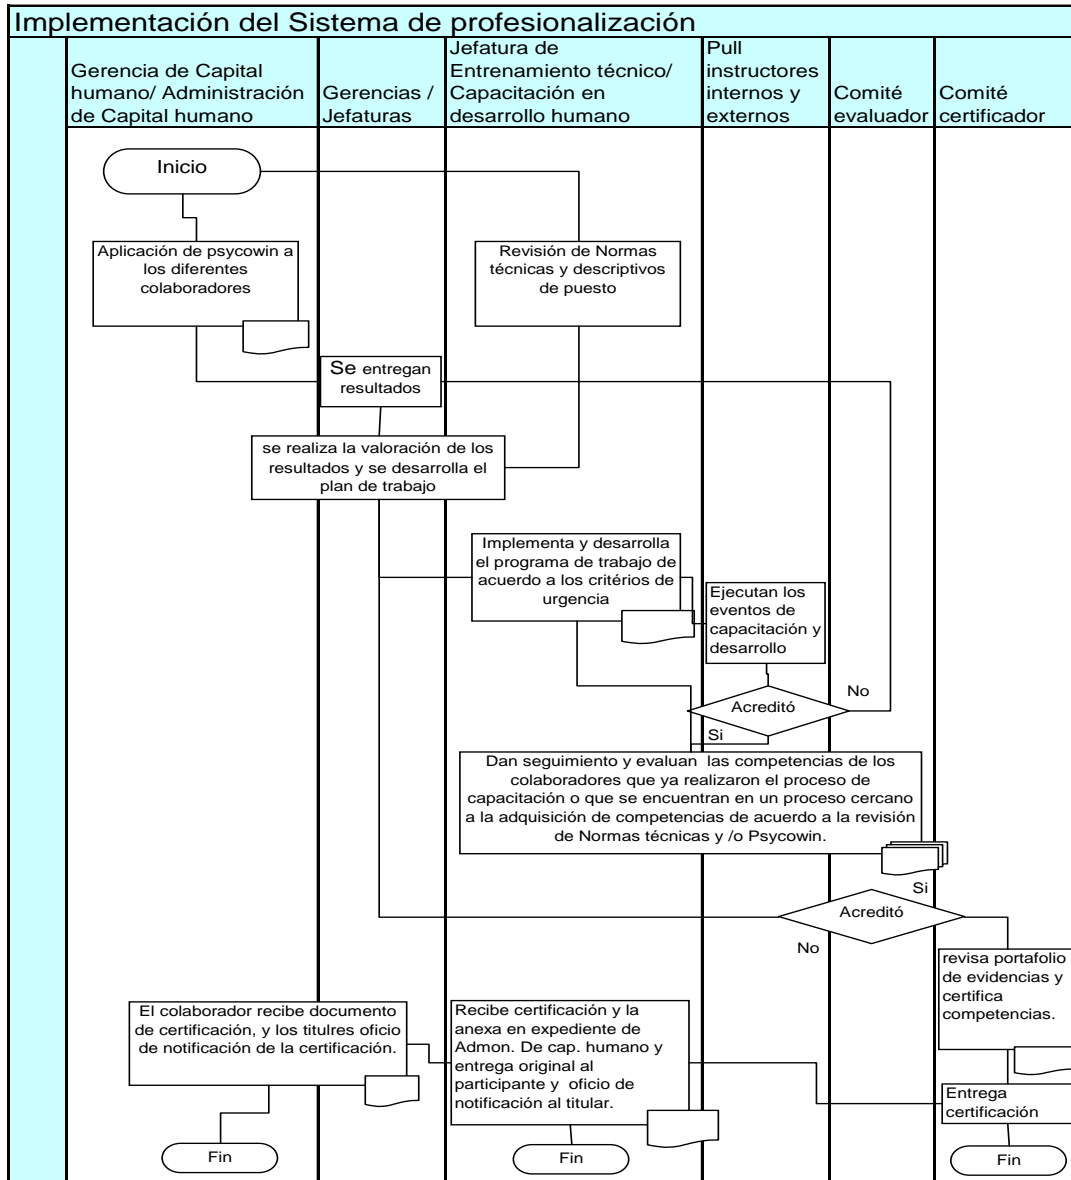 Implementación del Sistema de profesionalización
Gerencia de Capital
humano/ Administración
de Capital humano
Gerencias /
Jefaturas
Jefatura de
Entrenamiento técnico/
Capacitación en
desarrollo humano
Pull
instructores
internos y
externos
Comité
evaluador
Comité
certificador
Inicio
Aplicación de psycowin a
los diferentes
colaboradores
Revisión de Normas
técnicas y descriptivos
de puesto
Se entregan
resultados
se realiza la valoración de los
resultados y se desarrolla el
plan de trabajo
Implementa y desarrolla
el programa de trabajo de
acuerdo a los critérios de
urgencia
Ejecutan los
eventos de
capacitación y
desarrollo
No
Acreditó
Si
Dan seguimiento y evaluan las competencias de los
colaboradores que ya realizaron el proceso de
capacitación o que se encuentran en un proceso cercano
a la adquisición de competencias de acuerdo a la revisión
de Normas técnicas y /o Psycowin.
Si
Acreditó
No
revisa portafolio
de evidencias y
certifica
competencias.
El colaborador recibe documento
de certificación, y los titulres oficio
de notificación de la certificación.
Recibe certificación y la
anexa en expediente de
Admon. De cap. humano y
entrega original al
participante y oficio de
notificación al titular.
Entrega
certificación
Fin
Fin
Fin